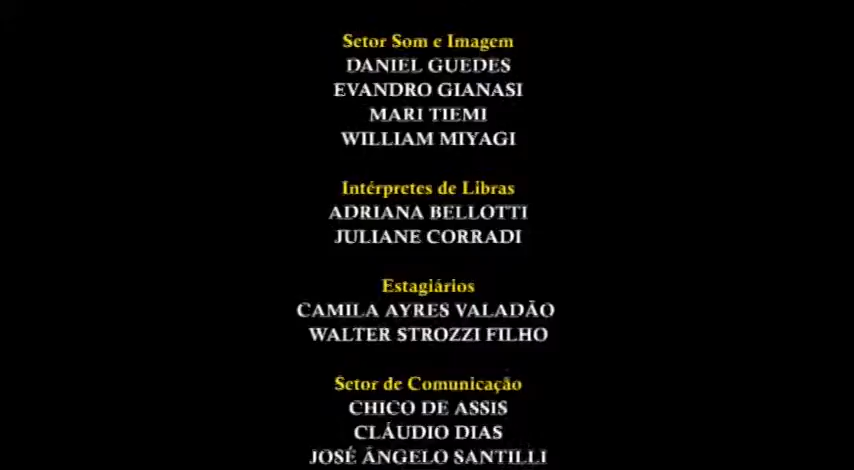 Setor Som e Imagem
DANIEL GUEDES
EVANDRO GIANASI
MARI TIEMI
WILLIAM MIYAGI
Intérpretes de Libras
ADRIANA BELLOTTI
JULIANE CORRADI
Estagiários
CAMILA AYRES VALADÃO
WALTER STROZZI FILHO
Setor de Comunicação
CHICO DE ASSIS
CLÁUDIO DIAS
JOSÉ ÂNGELO SANTILLI